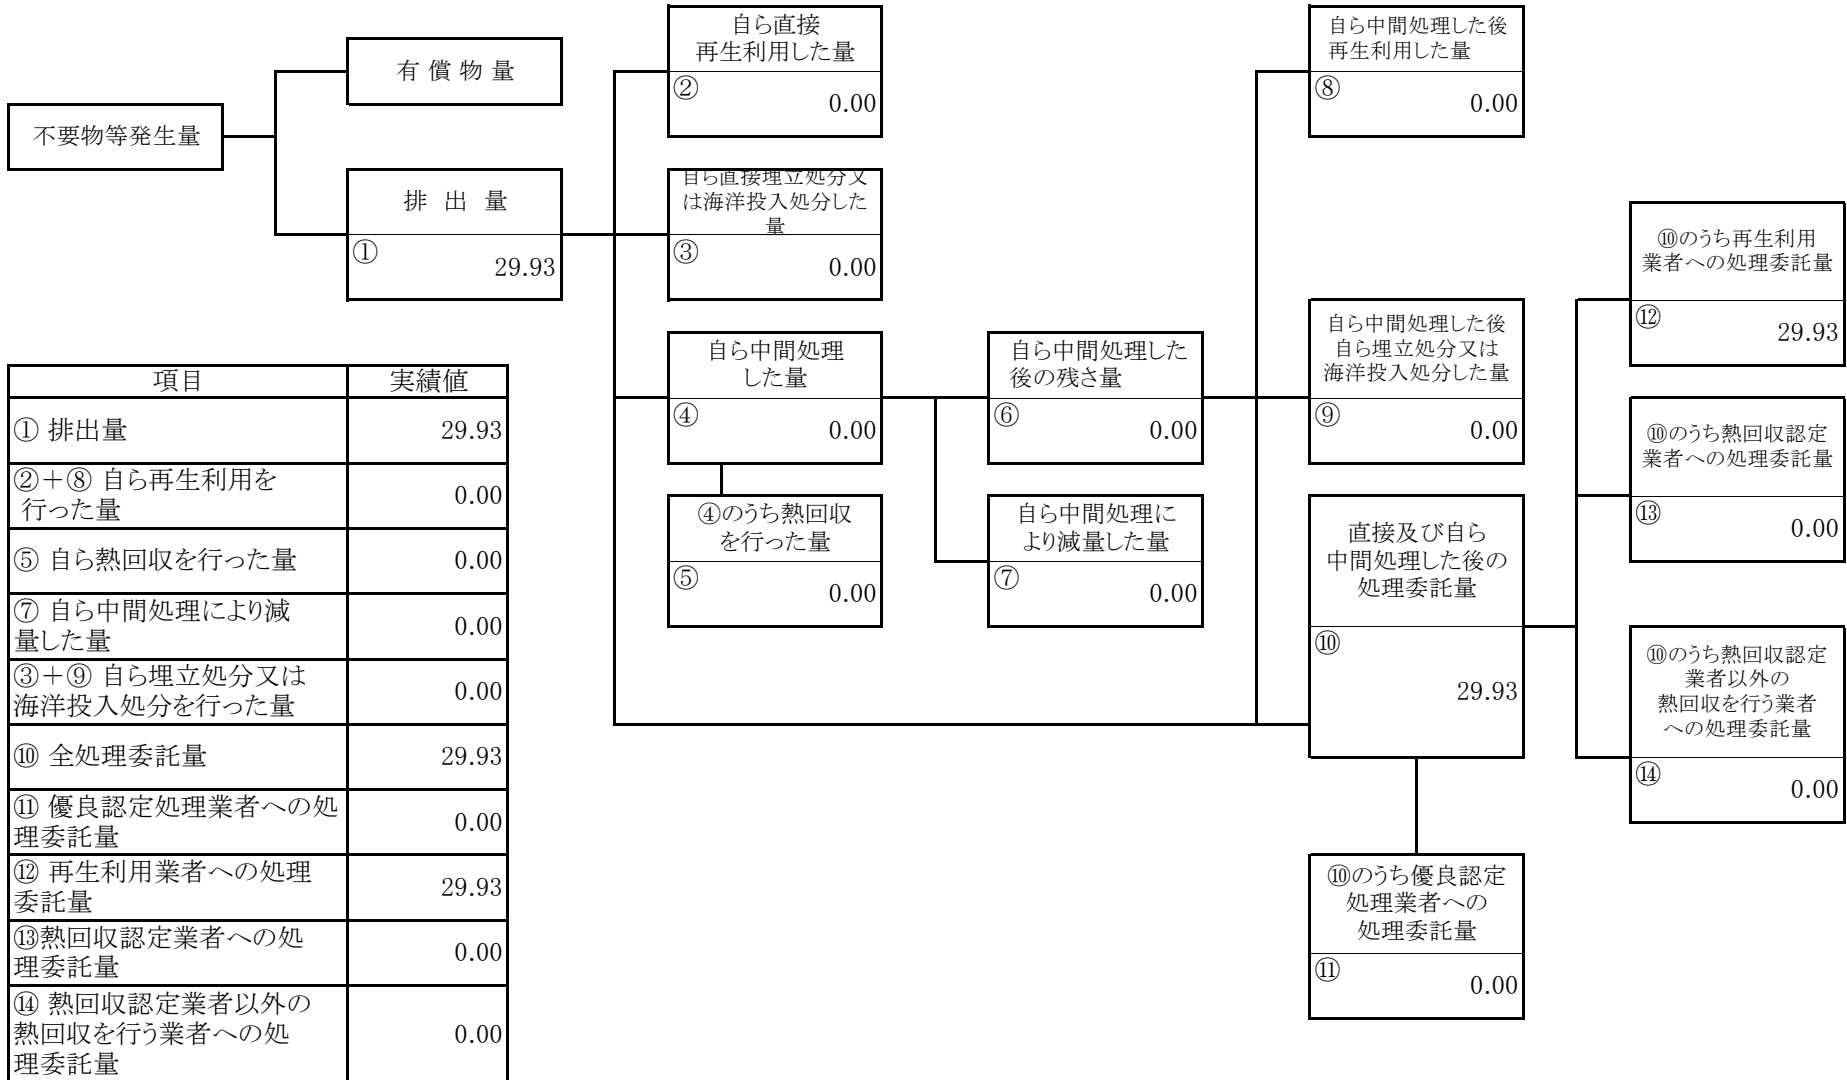 不要物等発生量
有 償 物 量
排 出 量
①
29.93
自ら直接
再生利用した量
②
0.00
自ら直接埋立処分又
は海洋投入処分した
量
③
0.00
自ら中間処理
した量
④
0.00
④のうち熱回収
を行った量
⑤
0.00
自ら中間処理した
後の残さ量
⑥
0.00
自ら中間処理に
より減量した量
⑦
0.00
自ら中間処理した後
再生利用した量
⑧
0.00
自ら中間処理した後
自ら埋立処分又は
海洋投入処分した量
⑨
0.00
直接及び自ら
中間処理した後の
処理委託量
⑩
29.93
⑩のうち優良認定
処理業者への
処理委託量
⑪
0.00
⑩のうち再生利用
業者への処理委託量
⑫
29.93
⑩のうち熱回収認定
業者への処理委託量
⑬
0.00
⑩のうち熱回収認定
業者以外の
熱回収を行う業者
への処理委託量
⑭
0.00
項目 実績値
① 排出量 29.93
②+⑧ 自ら再生利用を
行った量 0.00
⑤ 自ら熱回収を行った量 0.00
⑦ 自ら中間処理により減
量した量 0.00
③+⑨ 自ら埋立処分又は
海洋投入処分を行った量 0.00
⑩ 全処理委託量 29.93
⑪ 優良認定処理業者への処
理委託量 0.00
⑫ 再生利用業者への処理
委託量 29.93
⑬熱回収認定業者への処
理委託量 0.00
⑭ 熱回収認定業者以外の
熱回収を行う業者への処
理委託量 0.00